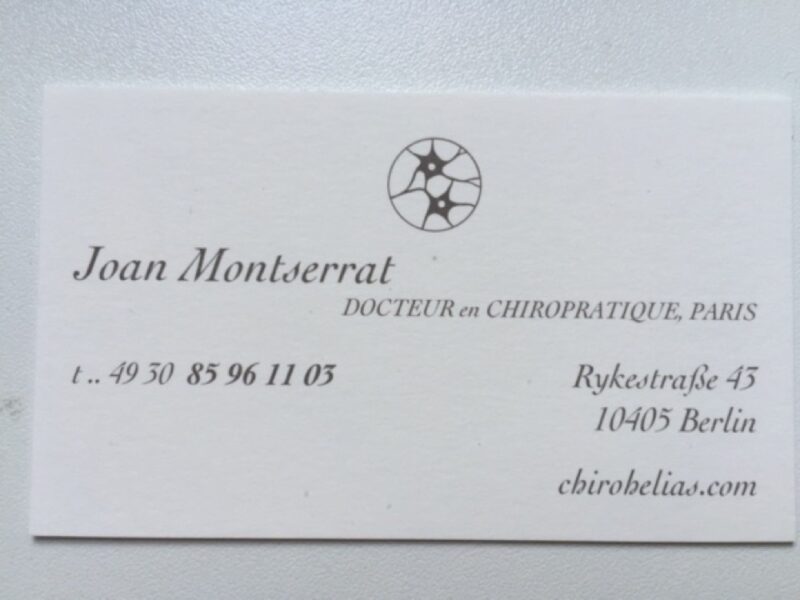 Joan Montserrat
DOCTEUR en CHIROPRATIQUE, PARIS
t .. 49 30 85 96 11 03
Rykestraße 43
10405 Berlin
chirohelias.com